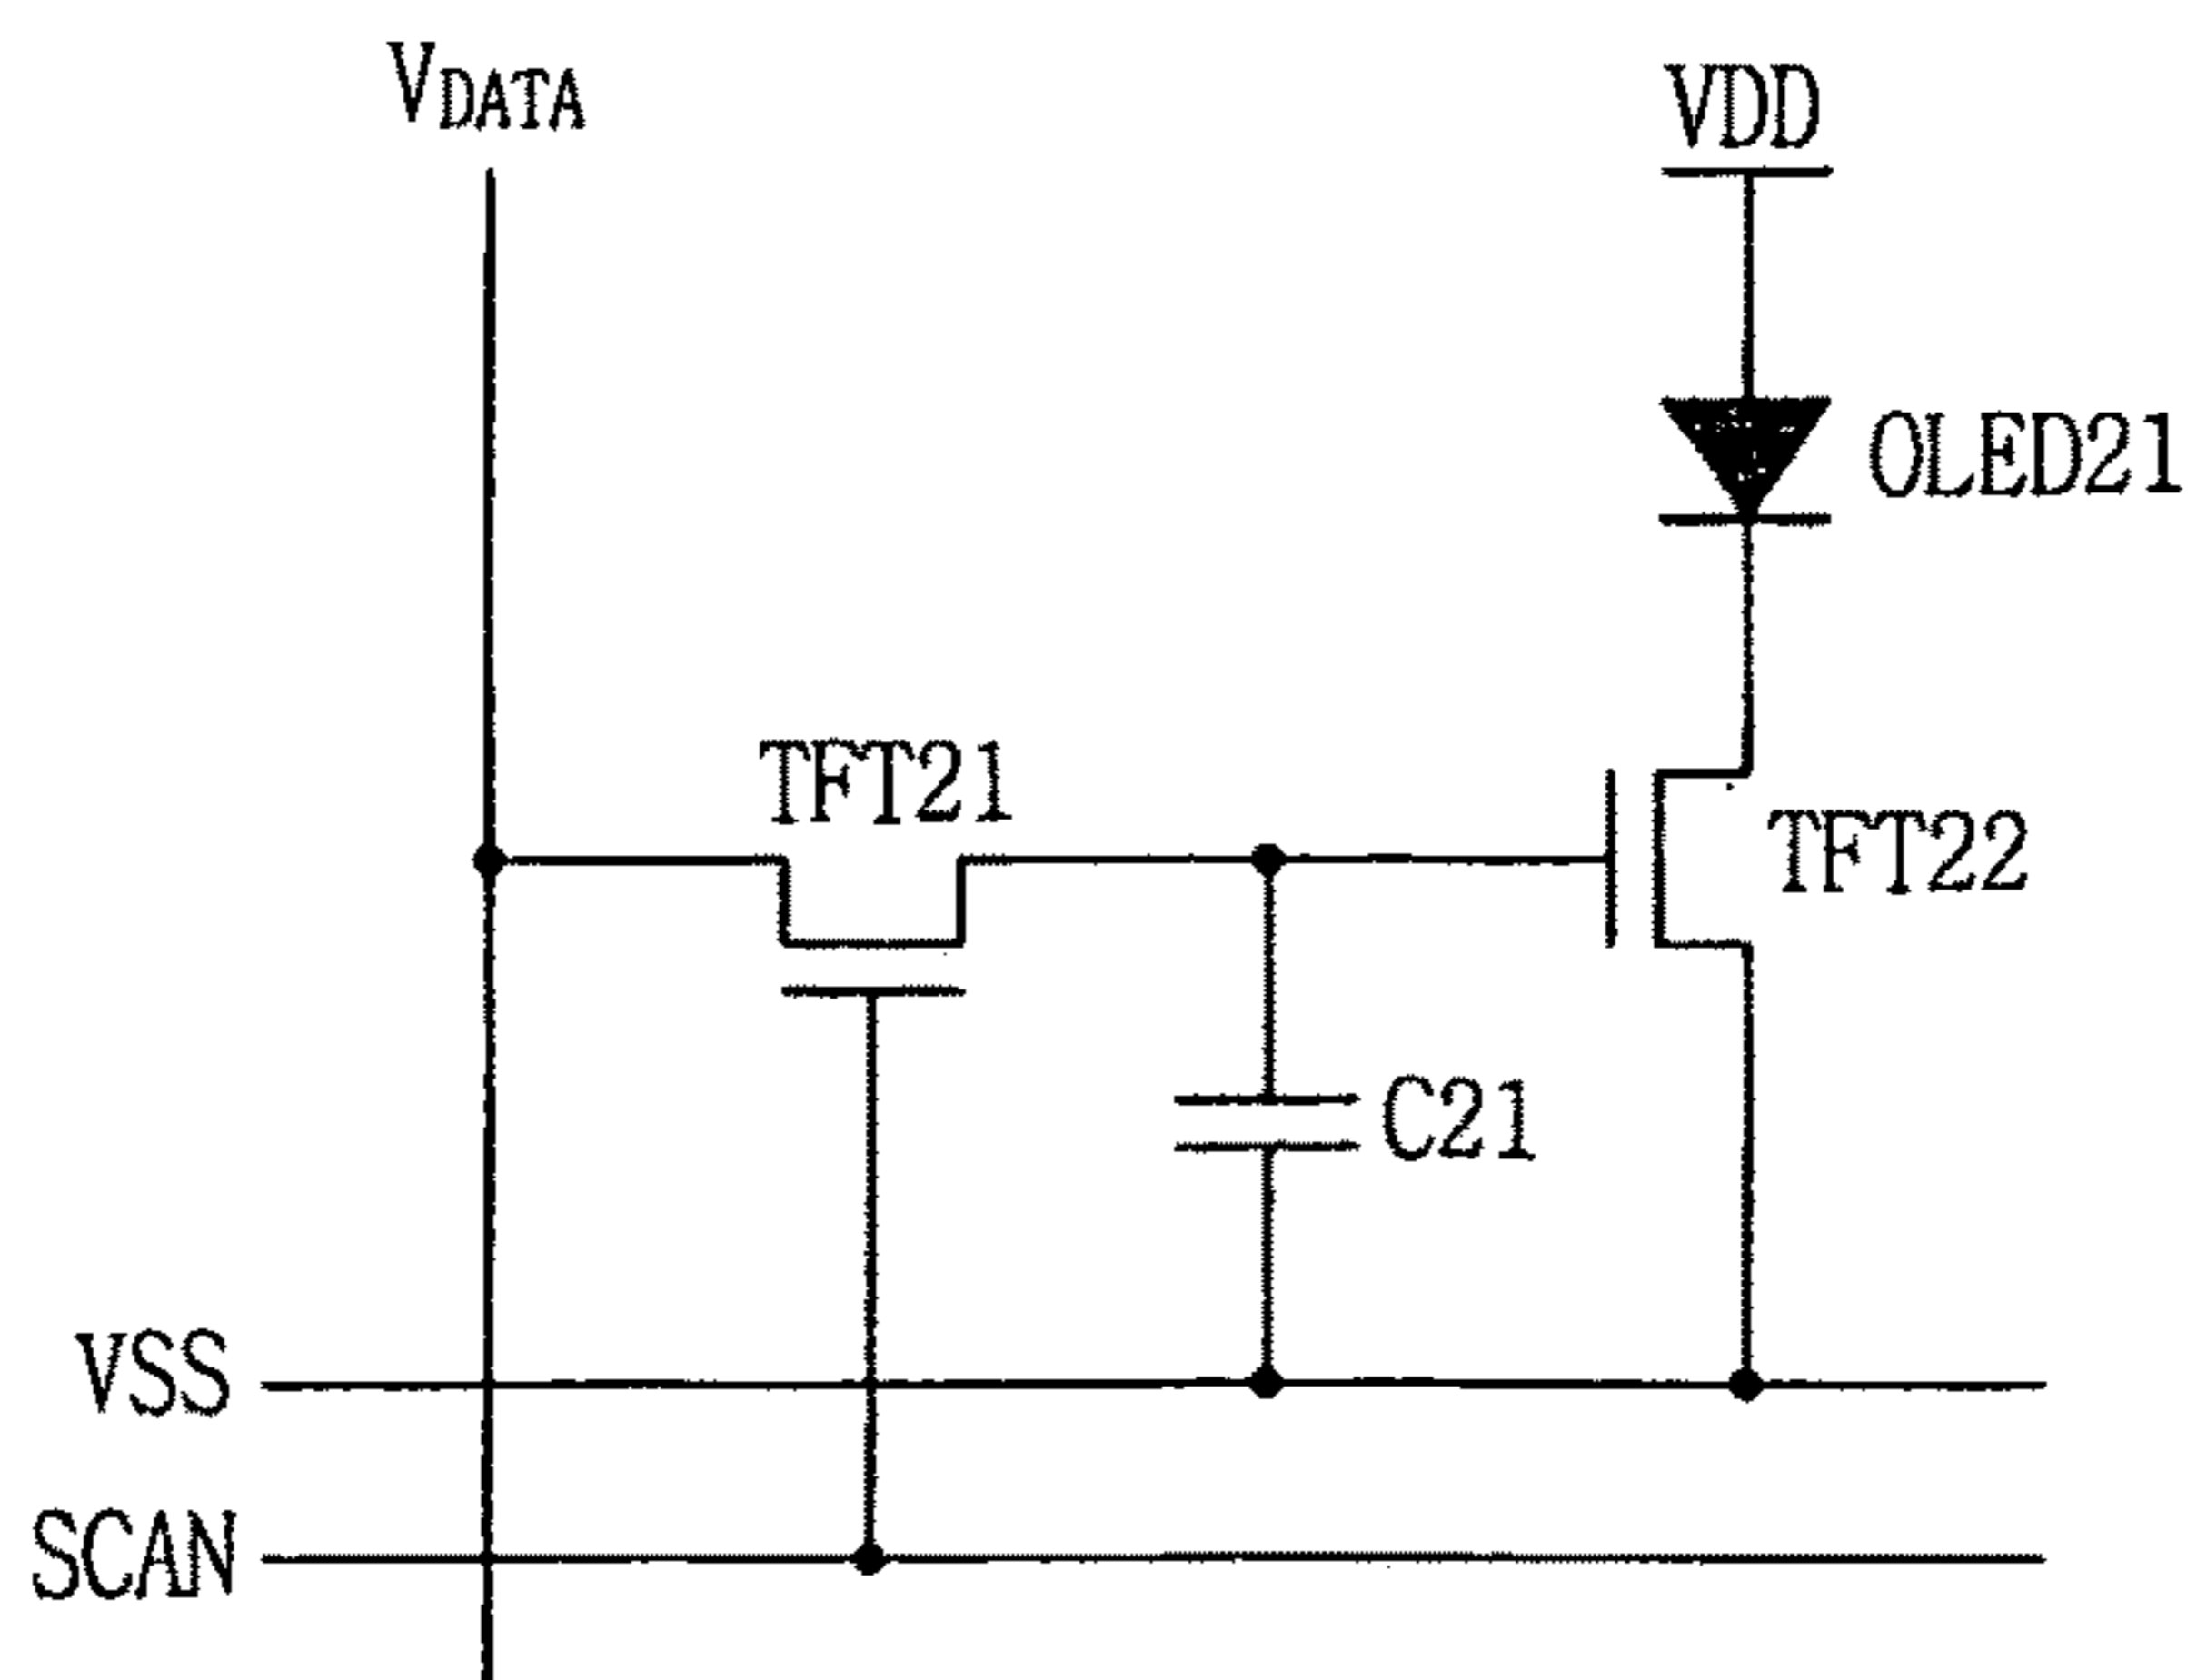 VDATA
VDD
OLED21
TFT21
TFT22
C21
VSS
SCAN